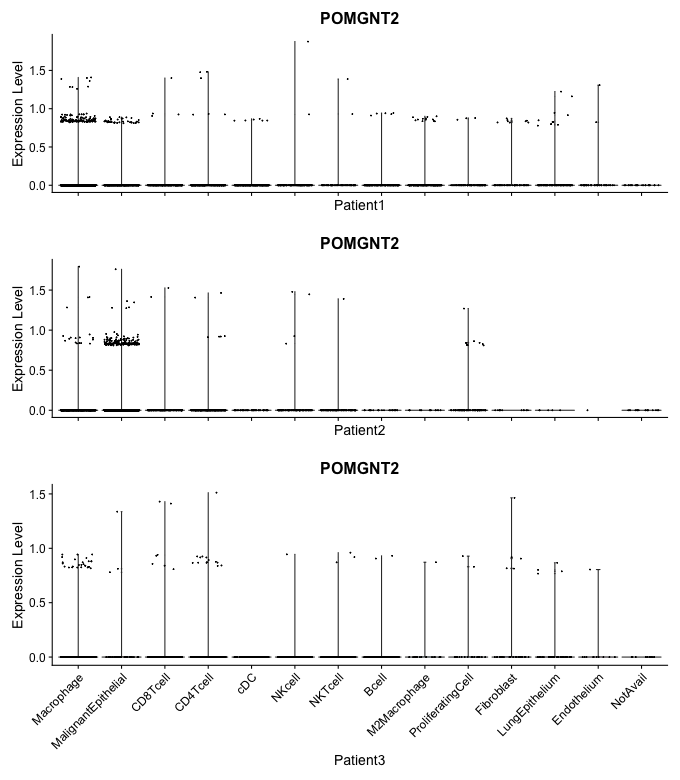 POMGNT2
Expression Level
1.5
1.0
0.5
0.0
Patient1
POMGNT2
Expression Level
1.5
1.0
0.5
0.0
Patient2
POMGNT2
Expression Level
1.5
1.0
0.5
0.0
Macrophage
MalignantEpithelial
CD8Tcell
CD4Tcell
cDC
NKcell
NKTcell
Bcell
M2Macrophage
ProliferatingCell
Fibroblast
LungEpithelium
Endothelium
NotAvail
Patient3